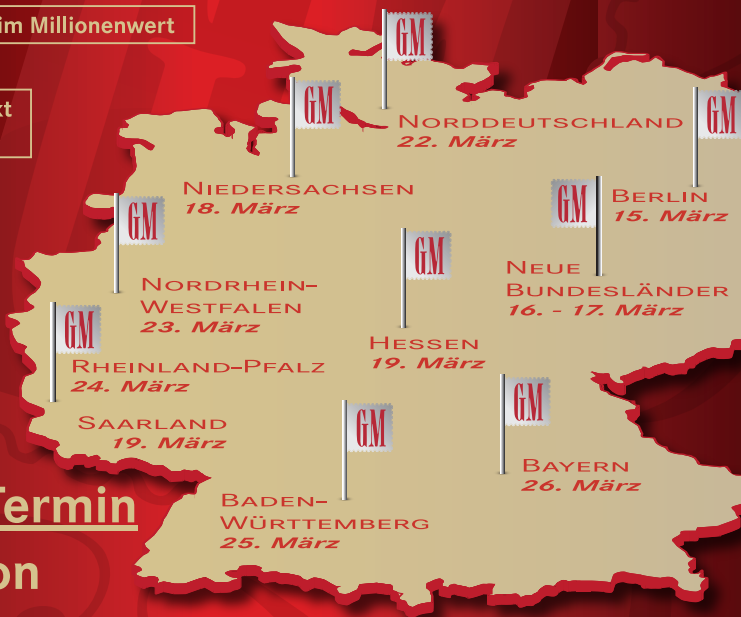 im Millionenwert
GM
GM
GM
NORDDEUTSCHLAND
22. März
NIEDERSACHSEN
18. März
GM
BERLIN
15. März
GM
NEUE
BUNDESLÄNDER
16. - 17. März
GM
NORDRHEIN-
WESTFALEN
23. März
GM
HESSEN
19. März
GM
RHEINLAND-PFALZ
24. März
SAARLAND
19. März
GM
BAYERN
26. März
GM
BADEN-
WÜRTTEMBERG
25. März
Termin